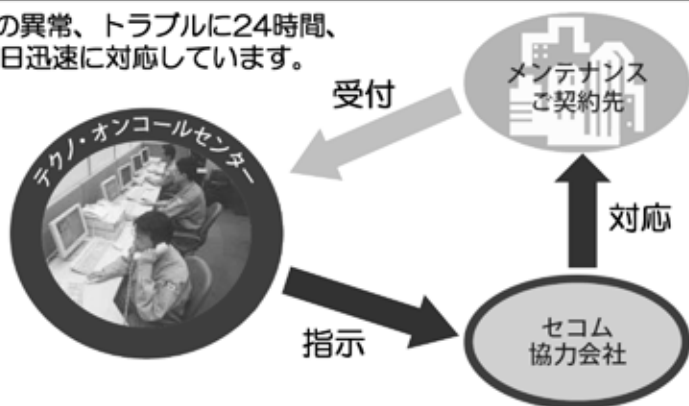 の異常、トラブルに24時間、
日迅速に対応しています。
受付
メンテナンス
ご契約先
テクノ・オンコールセンター
対応
指示
セコム
協力会社